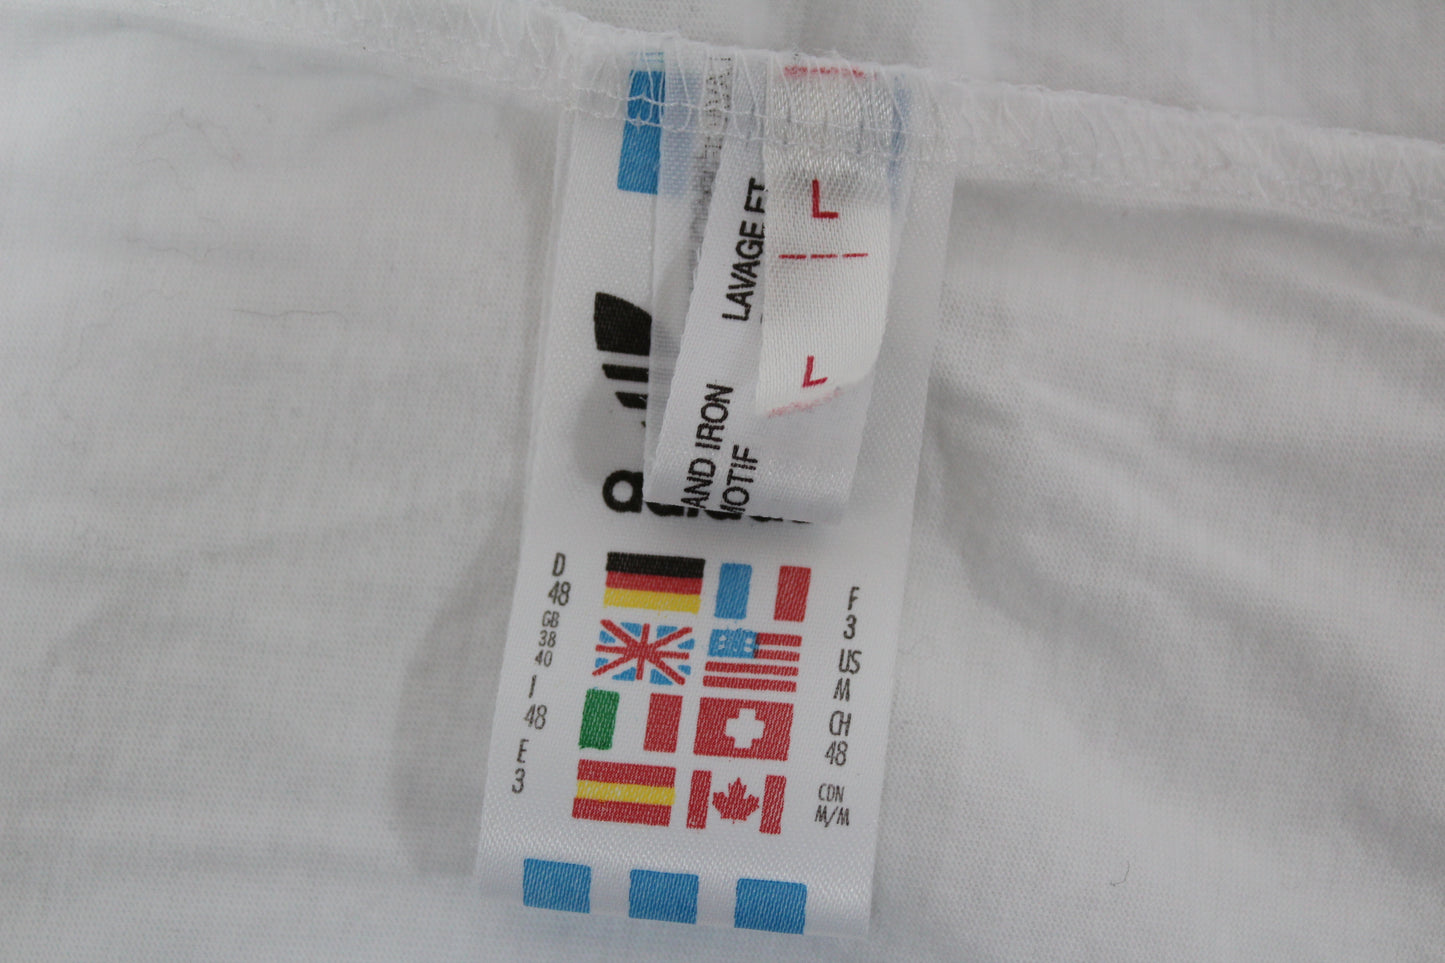 L
L
LAVAGE ET
AND IRON
MOTIF
D
48
GB
38
40
I
48
E
3
F
3
US
M
CH
48
CDN
M/M